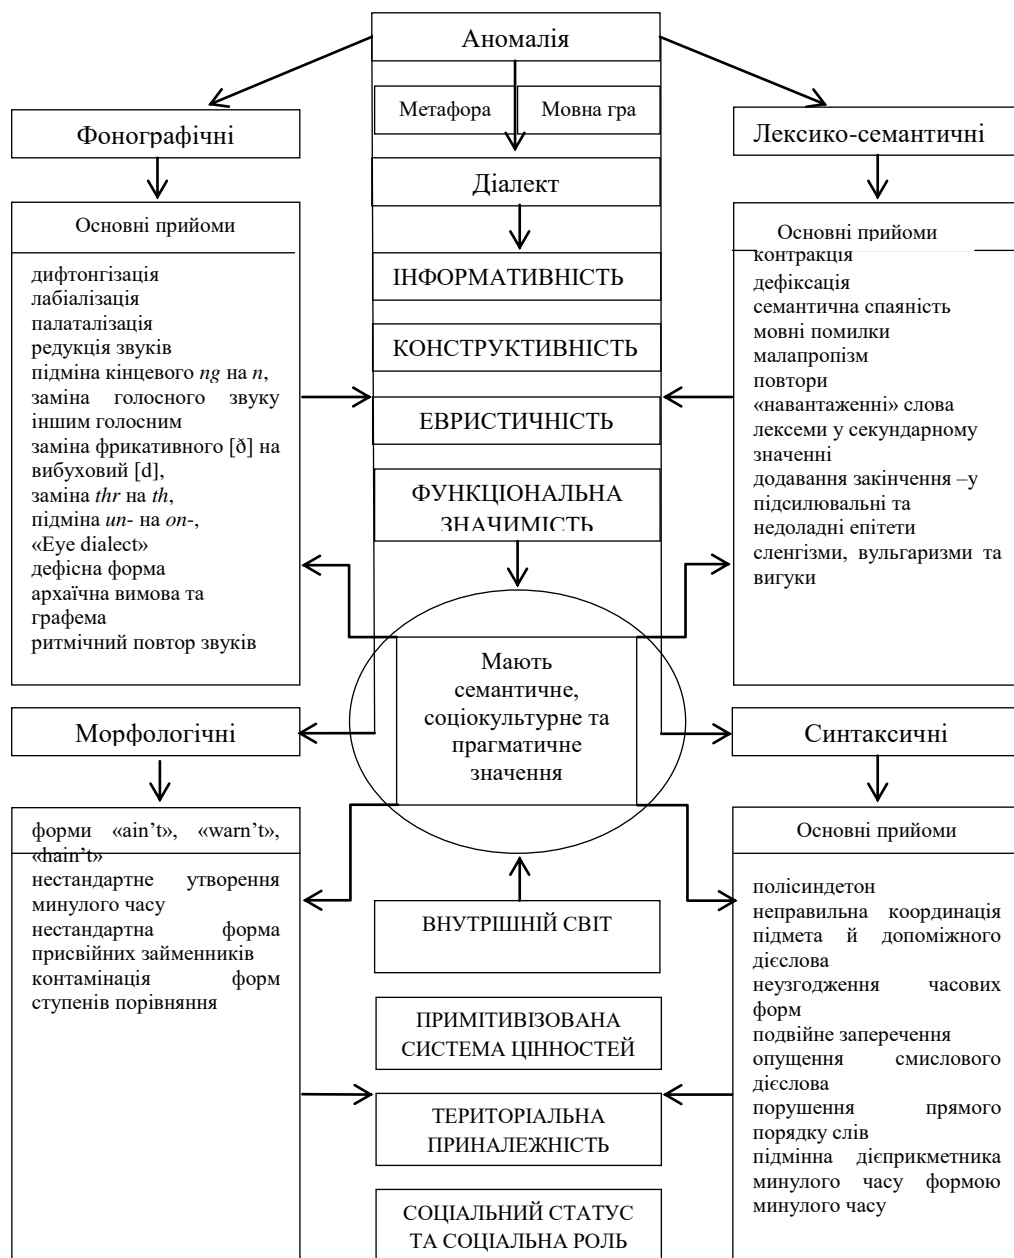 Аномалія
Метафора
Мовна гра
Фонографічні
Лексико-семантичні
Діалект
Основні прийоми
дифтонгізація
лабіалізація
палаталізація
редукція звуків
підміна кінцевого ng на n,
заміна голосного звуку
іншим голосним
заміна фрикативного [ð] на
вибуховий [d],
заміна thr на th,
підміна un- на on-,
«Eye dialect»
дефісна форма
архаїчна вимова та
графема
ритмічний повтор звуків
ІНФОРМАТИВНІСТЬ
КОНСТРУКТИВНІСТЬ
ЕВРИСТИЧНІСТЬ
ФУНКЦІОНАЛЬНА
ЗНАЧИМІСТЬ
Основні прийоми
контракція
дефіксація
семантична спаяність
мовні помилки
малапропізм
повтори
«навантаженні» слова
лексеми у секундарному
значенні
додавання закінчення –у
підсилювальні та
недоладні епітети
сленгізми, вульгаризми та
вигуки
Мають
семантичне,
соціокультурне та
прагматичне
значення
Морфологічні
Синтаксичні
форми «ain’t», «warn’t»,
«hain’t»
нестандартне утворення
минулого часу
нестандартна форма
присвійних займенників
контамінація форм
ступенів порівняння
ВНУТРІШНІЙ СВІТ
ПРИМІТИВІЗОВАНА
СИСТЕМА ЦІННОСТЕЙ
ТЕРИТОРІАЛЬНА
ПРИНАЛЕЖНІСТЬ
СОЦІАЛЬНИЙ СТАТУС
ТА СОЦІАЛЬНА РОЛЬ
Основні прийоми
полісиндетон
неправильна координація
підмета й допоміжного
дієслова
неузгодження часових
форм
подвійне заперечення
опущення смислового
дієслова
порушення прямого
порядку слів
підмінна дієприкметника
минулого часу формою
минулого часу